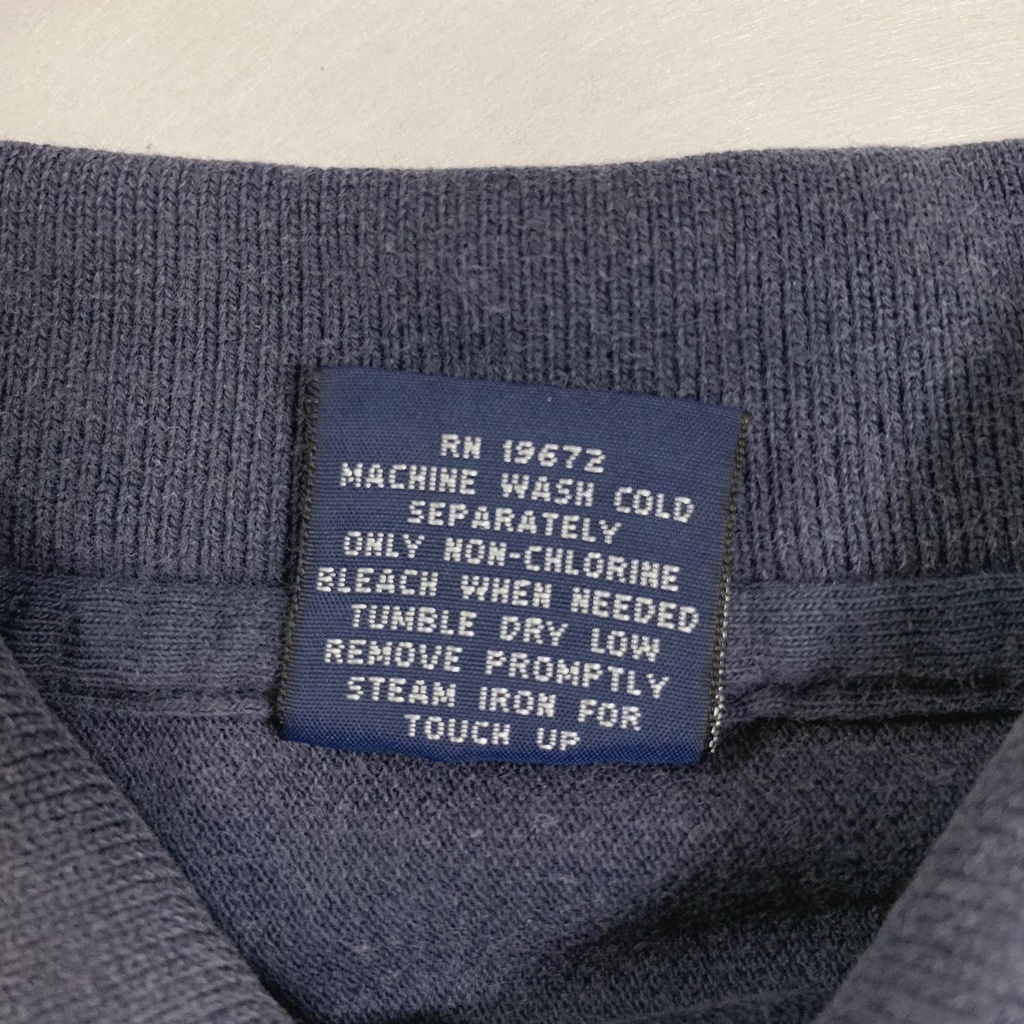 RN 19672
MACHINE WASH COLD
SEPARATELY
ONLY NON-CHLORINE
BLEACH WHEN NEEDED
TUMBLE DRY LOW
REMOVE PROMPTLY
STEAM IRON FOR
TOUCH UP